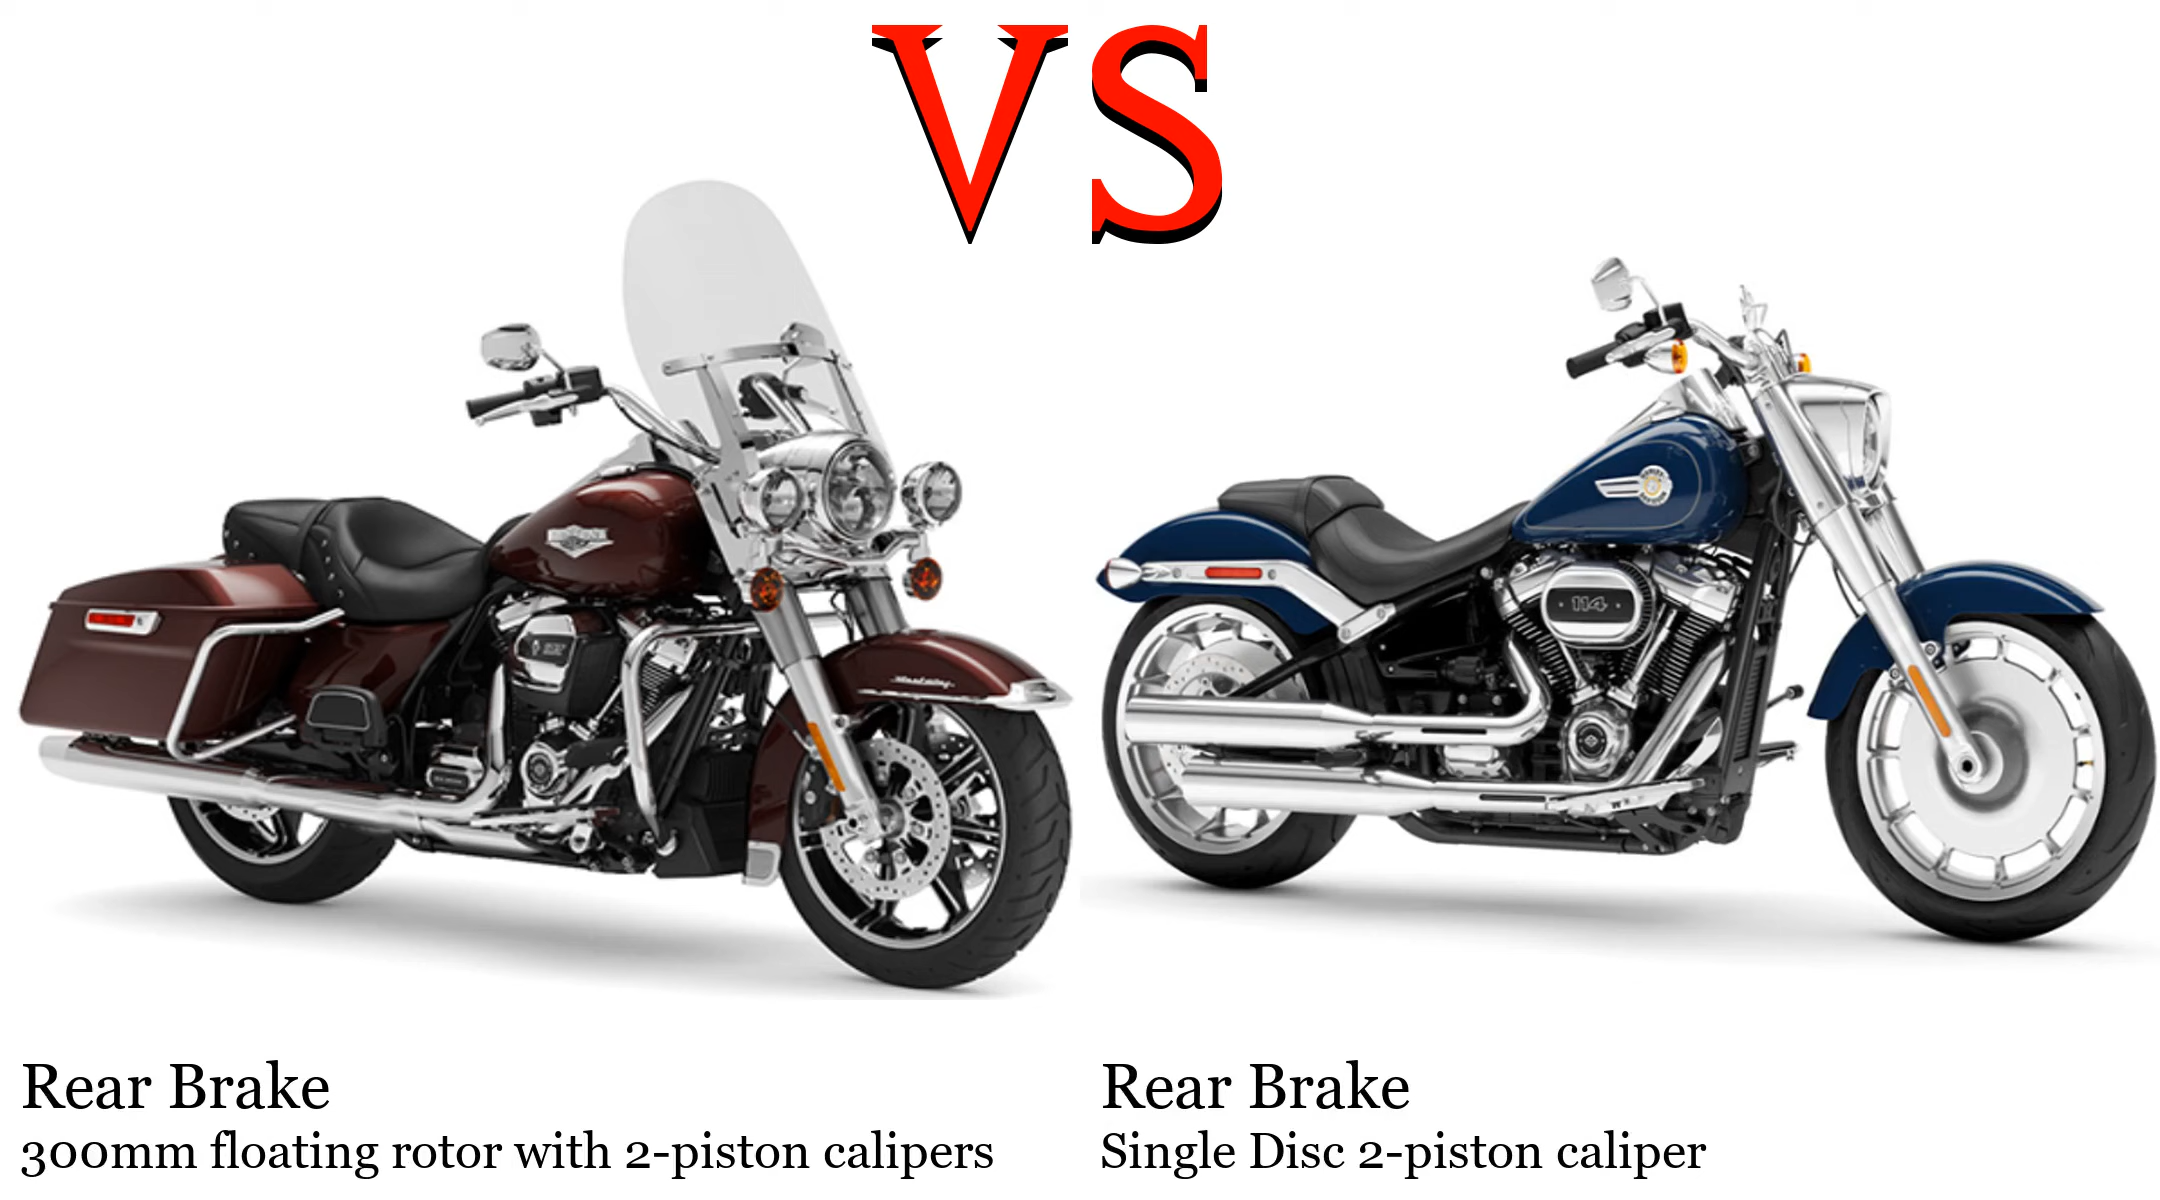 VS
114
Rear Brake
300mm floating rotor with 2-piston calipers
Rear Brake
Single Disc 2-piston caliper